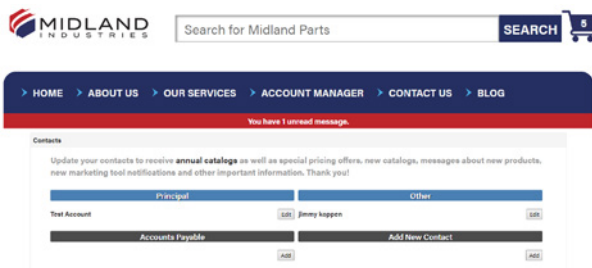 MIDLAND
INDUSTRIES
Search for Midland Parts
SEARCH
5
HOME ABOUT US OUR SERVICES ACCOUNT MANAGER CONTACT US BLOG
You have 1 unread message.
Contacts
Update your contacts to receive annual catalogs as well as special pricing offers, new catalogs, messages about new products,
new marketing tool notifications and other important information. Thank you!
Principal Other
Test Account Edit Jimmy koppen Edit
Accounts Payable Add New Contact
Add Add